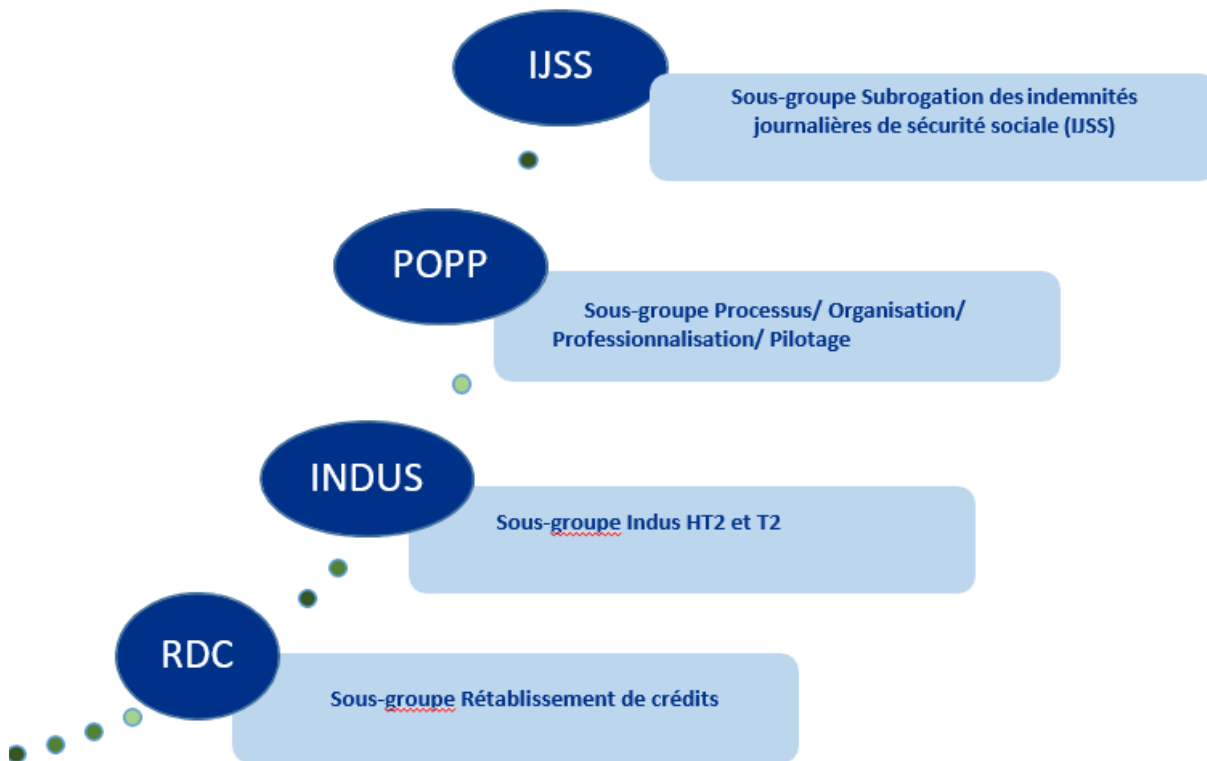 IJSS
Sous-groupe Subrogation des indemnités
journalières de sécurité sociale (IJSS)
POPP
Sous-groupe Processus/ Organisation/
Professionnalisation/ Pilotage
INDUS
Sous-groupe Indus HT2 et T2
RDC
Sous-groupe Rétablissement de crédits